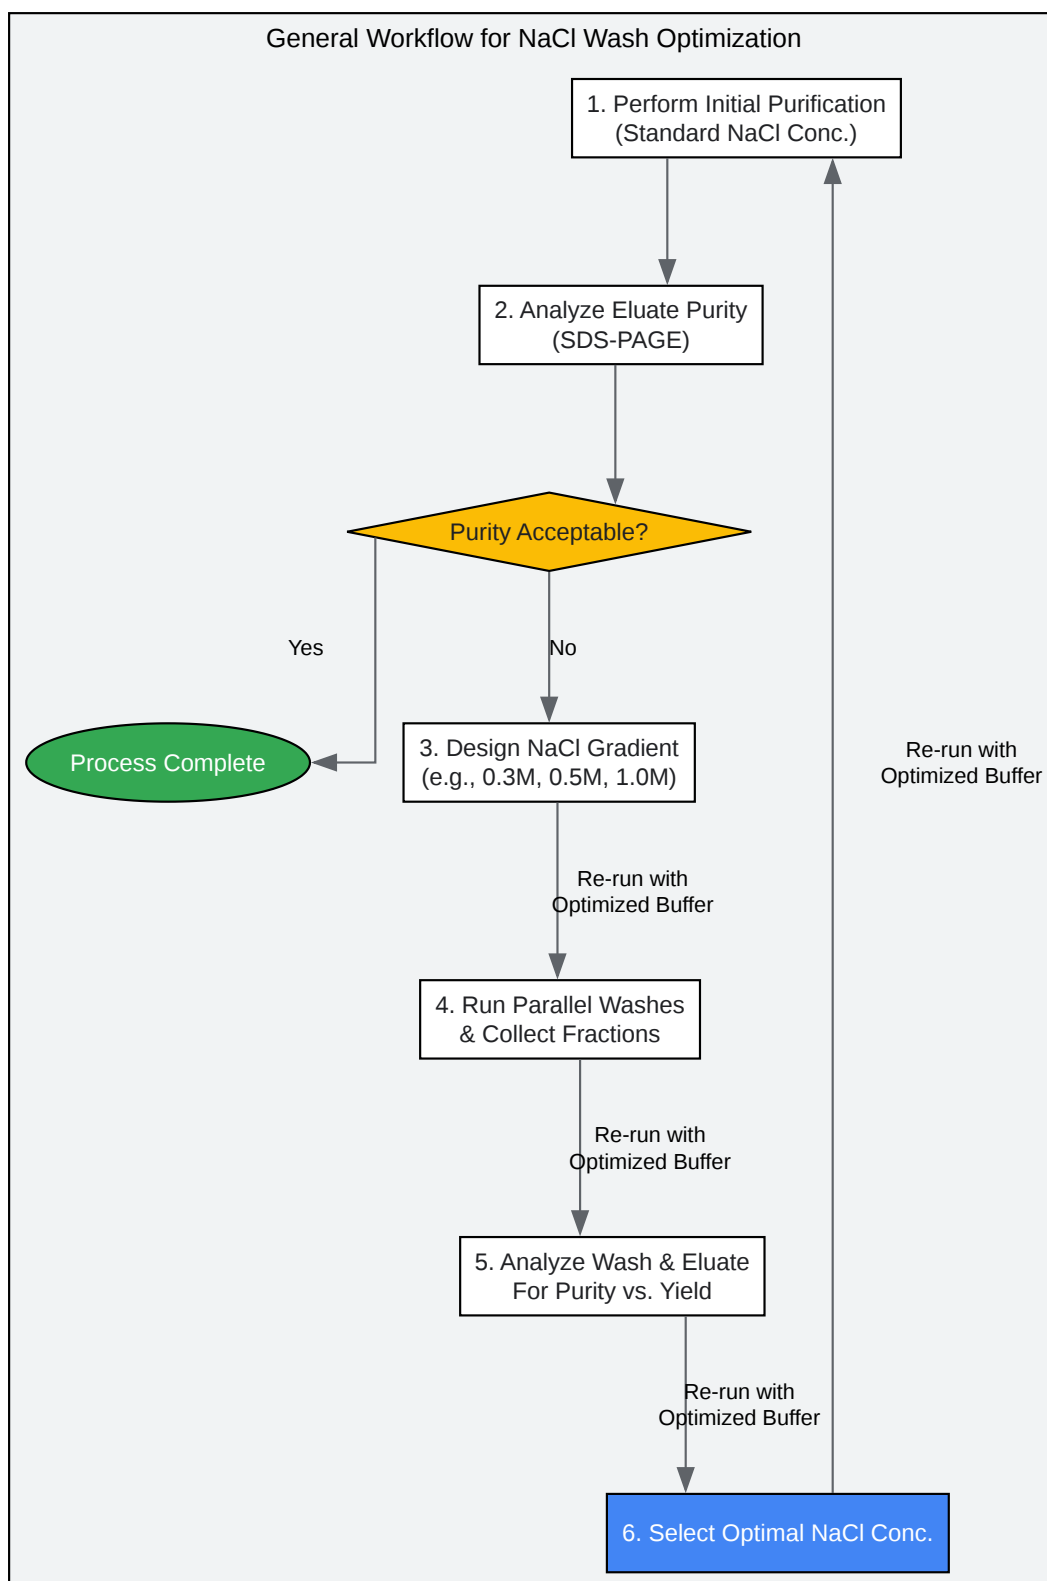 General Workflow for NaCl Wash Optimization
1. Perform Initial Purification
(Standard NaCl Conc.)
2. Analyze Eluate Purity
(SDS-PAGE)
Purity Acceptable?
Yes
No
Process Complete
3. Design NaCl Gradient
(e.g., 0.3M, 0.5M, 1.0M)
Re-run with
Optimized Buffer
Re-run with
Optimized Buffer
4. Run Parallel Washes
& Collect Fractions
Re-run with
Optimized Buffer
5. Analyze Wash & Eluate
For Purity vs. Yield
Re-run with
Optimized Buffer
6. Select Optimal NaCl Conc.